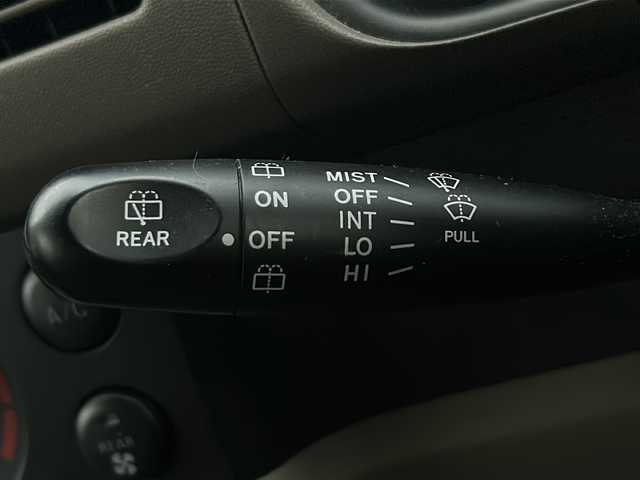 REAR
ON
OFF
MIST
OFF
INT
LO
HI
PULL
A/C
REAR